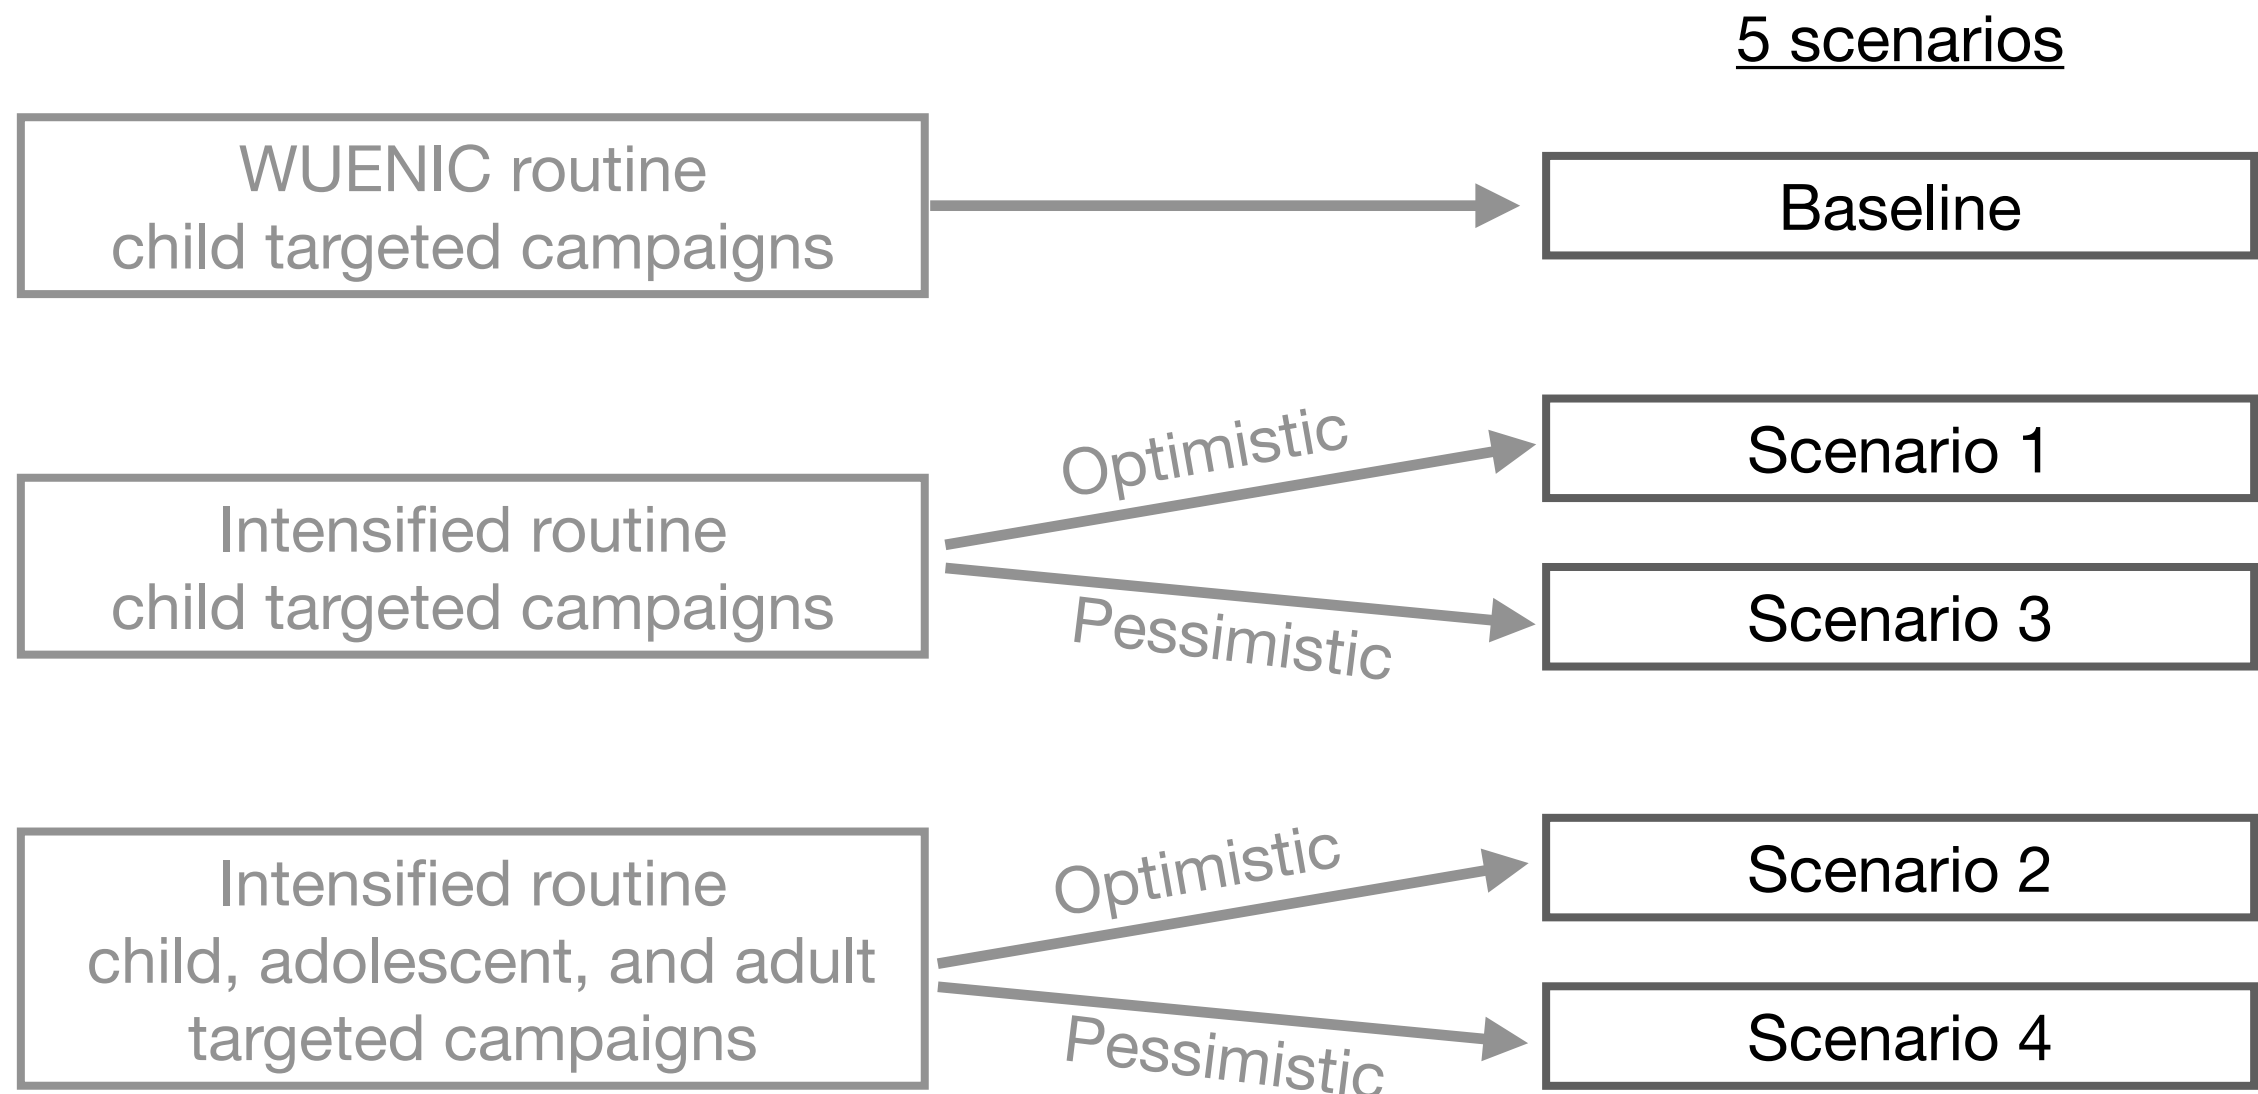 5 scenarios
WUENIC routine
child targeted campaigns
Baseline
Optimistic
Scenario 1
Intensified routine
child targeted campaigns
Pessimistic
Scenario 3
Intensified routine
child, adolescent, and adult
targeted campaigns
Optimistic
Scenario 2
Pessimistic
Scenario 4